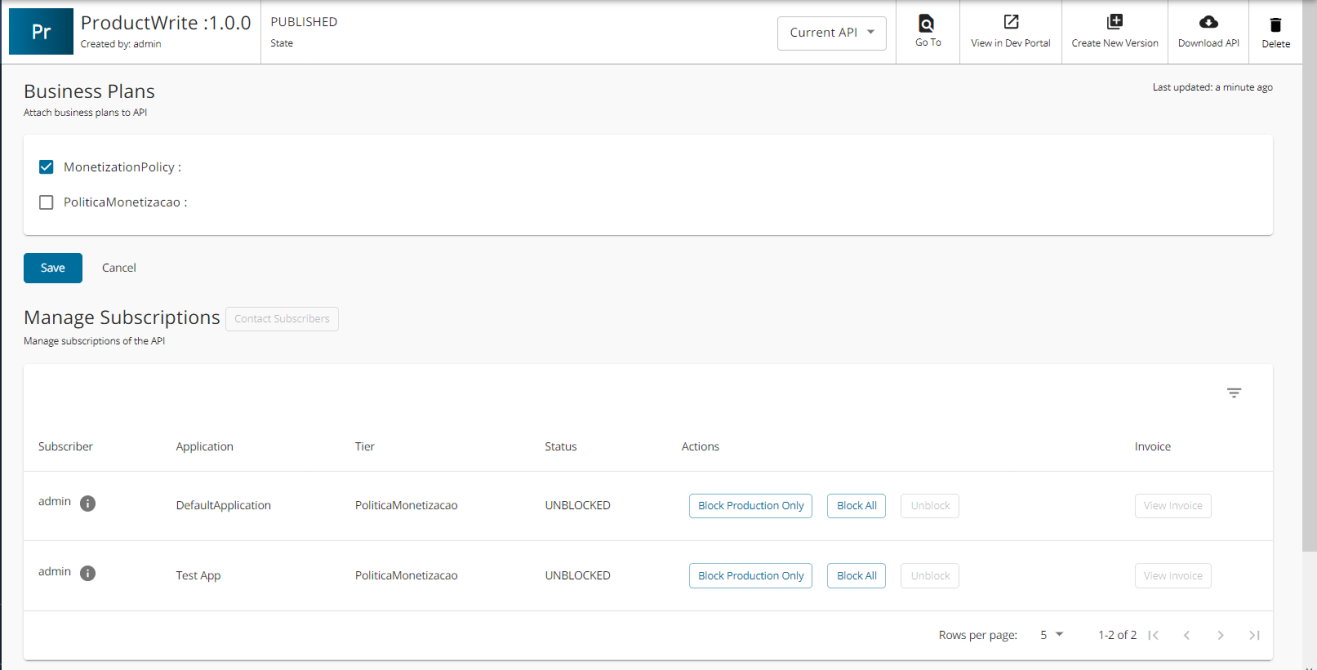 Pr
ProductWrite :1.0.0
Created by: admin
PUBLISHED
State
Current API
Go To
View in Dev Portal
Create New Version
Download API
Delete
Business Plans
Attach business plans to API
Last updated: a minute ago
MonetizationPolicy :
PoliticaMonetizacao :
Save
Cancel
Manage Subscriptions
Contact Subscribers
Manage subscriptions of the API
Subscriber Application Tier Status Actions Invoice
admin DefaultApplication PoliticaMonetizacao UNBLOCKED Block Production Only Block All Unblock View Invoice
admin Test App PoliticaMonetizacao UNBLOCKED Block Production Only Block All Unblock View Invoice
Rows per page: 5 1-2 of 2